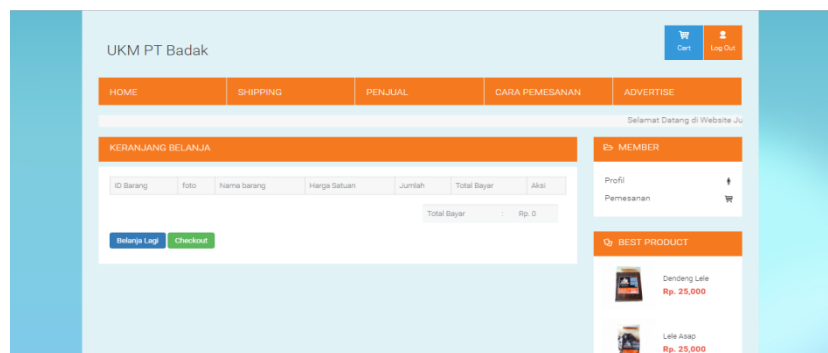 UKM PT Badak
Cart
Log Out
HOME SHIPPING PENJUAL CARA PEMESANAN ADVERTISE
Selamat Datang di Website Ju
KERANJANG BELANJA
ID Barang foto Nama barang Harga Satuan Jumlah Total Bayar Aksi
Total Bayar : Rp. 0
Belanja Lagi Checkout
MEMBER
Profil
Pemesanan
BEST PRODUCT
Dendeng Lele
Rp. 25,000
Lele Asap
Rp. 25,000